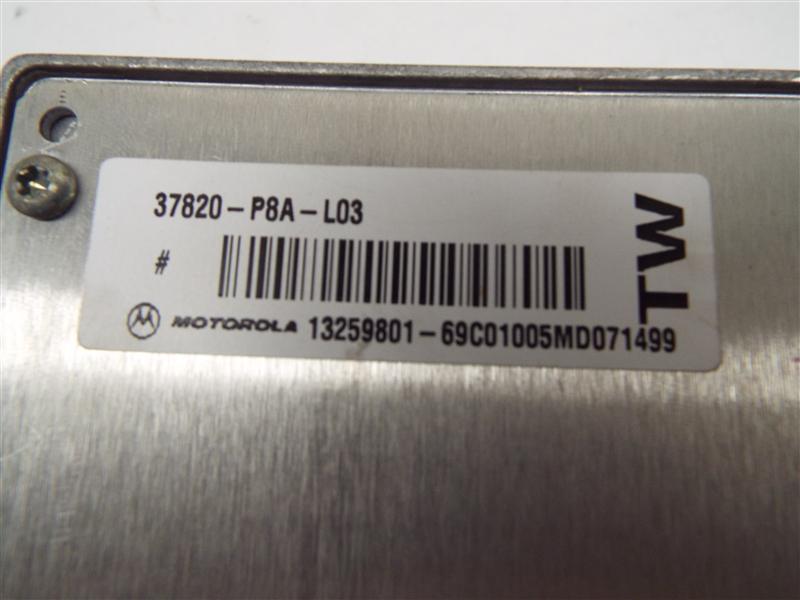 37820-P8A-L03
#
TW
MOTOROLA 13259801-69C01005MD071499